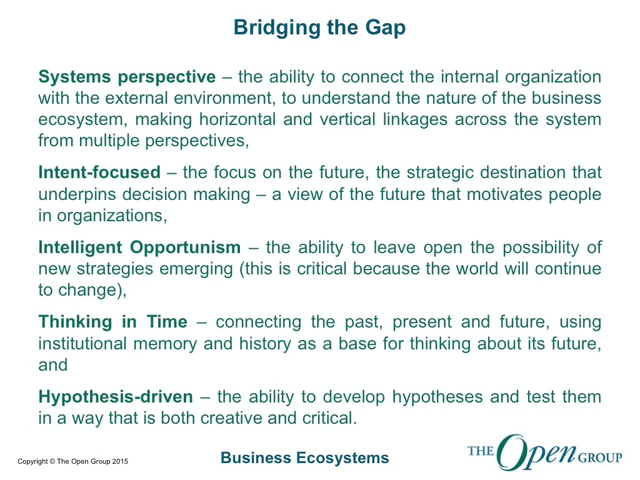 Bridging the Gap
Systems perspective – the ability to connect the internal organization
with the external environment, to understand the nature of the business
ecosystem, making horizontal and vertical linkages across the system
from multiple perspectives,
Intent-focused – the focus on the future, the strategic destination that
underpins decision making – a view of the future that motivates people
in organizations,
Intelligent Opportunism – the ability to leave open the possibility of
new strategies emerging (this is critical because the world will continue
to change),
Thinking in Time – connecting the past, present and future, using
institutional memory and history as a base for thinking about its future,
and
Hypothesis-driven – the ability to develop hypotheses and test them
in a way that is both creative and critical.
Copyright © The Open Group 2015
Business Ecosystems
THE Open GROUP